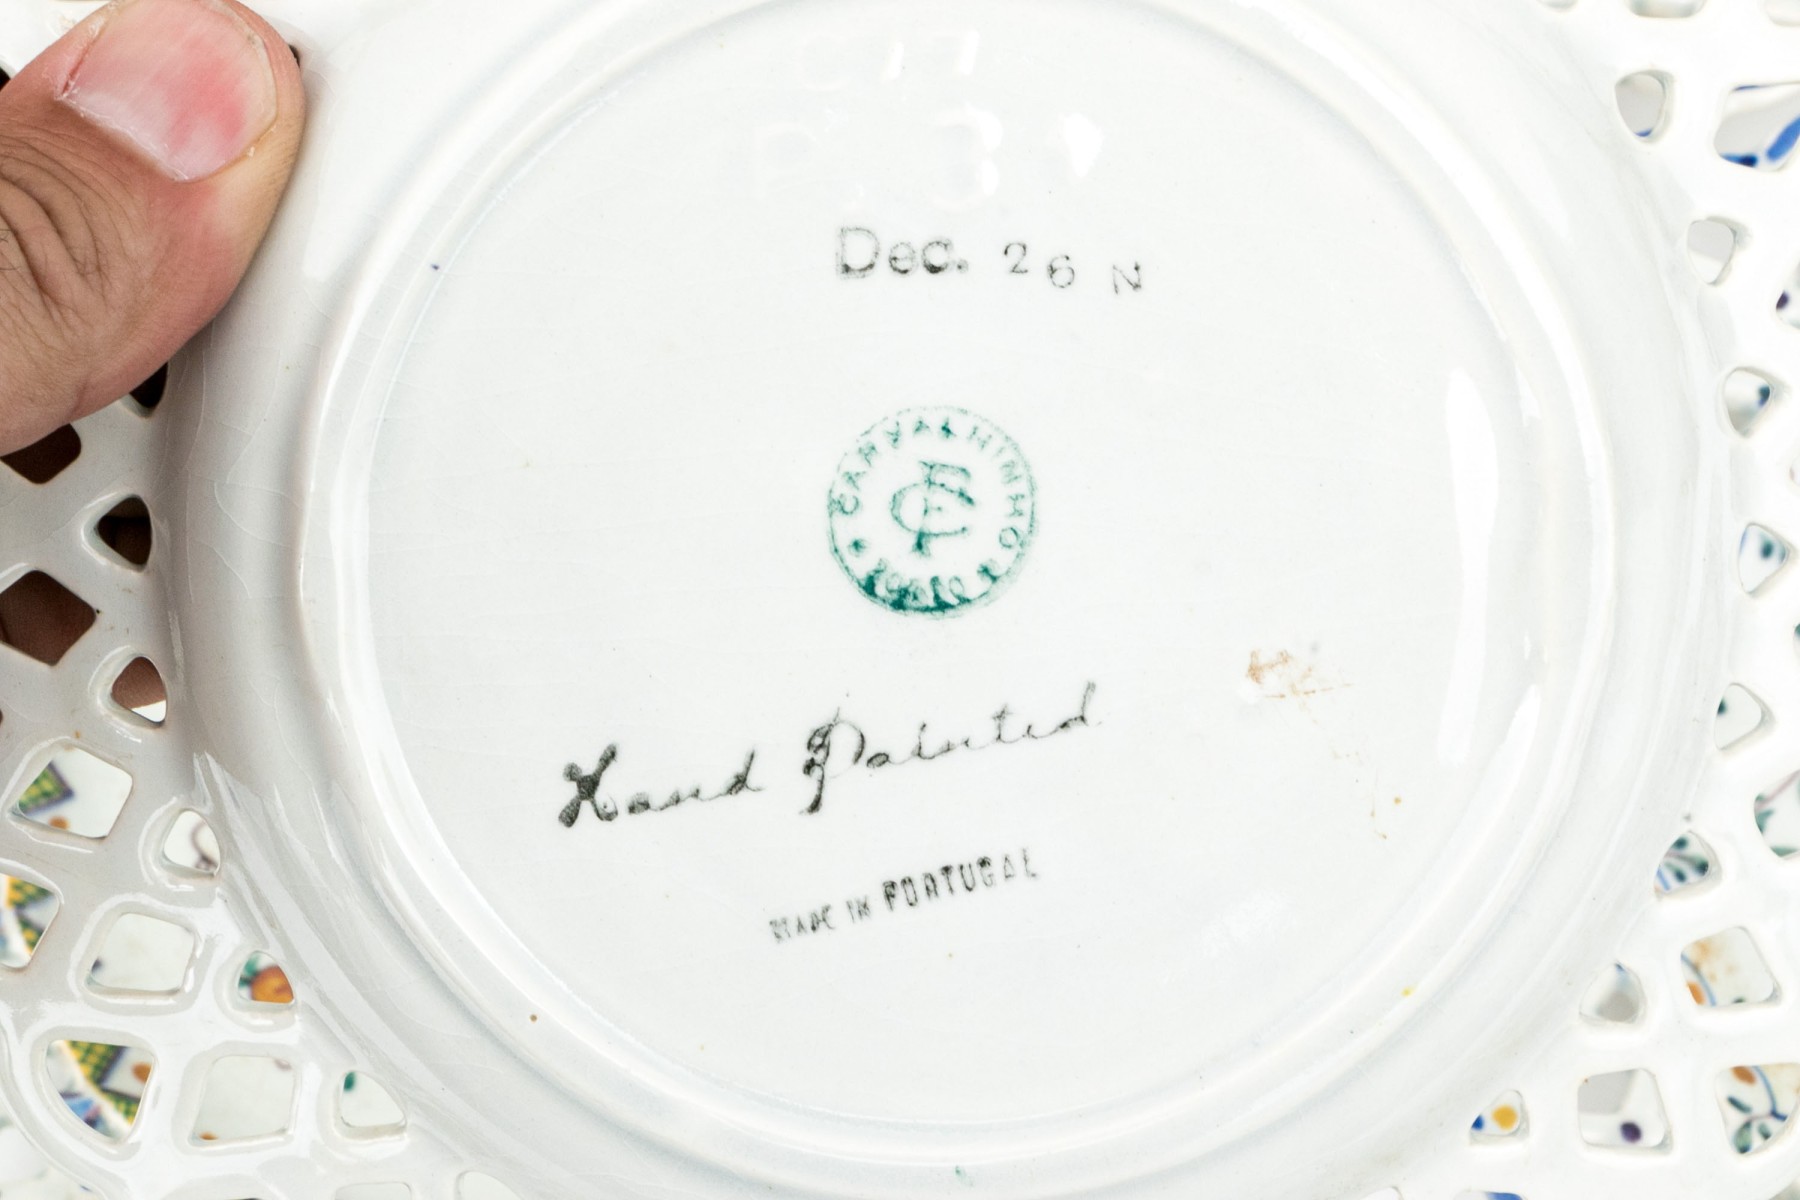 Dec. 26 N
CARVALHINHO
Hand Painted
MADE IN PORTUGAL